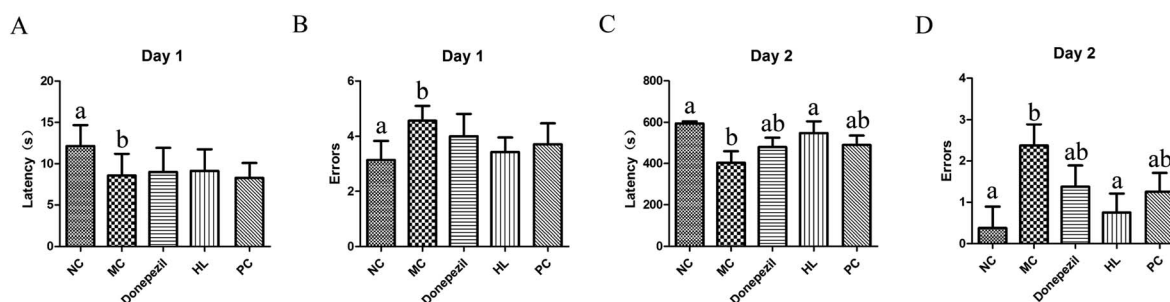 A
Day 1
Latency（s）
20
15
10
5
0
a
b
NC
MC
Donepezil
HL
PC
B
Day 1
Errors
6
4
2
0
a
b
NC
MC
Donepezil
HL
PC
C
Day 2
Latency（s）
800
600
400
200
0
a
b
ab
a
ab
NC
MC
Donepezil
HL
PC
D
Day 2
Errors
4
3
2
1
0
a
b
ab
a
ab
NC
MC
Donepezil
HL
PC